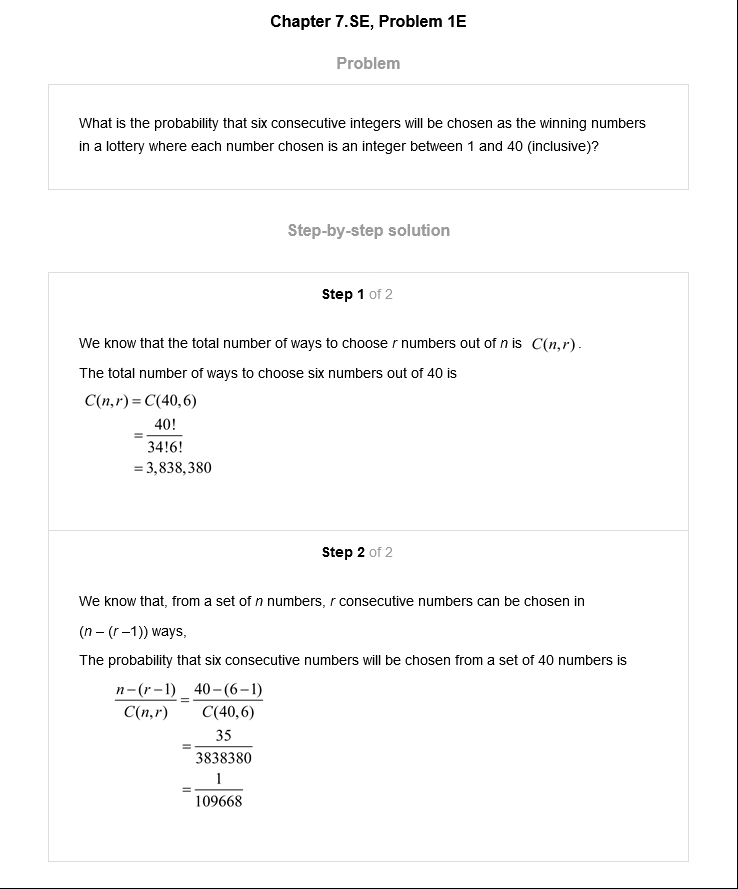 Chapter 7.SE, Problem 1E
Problem
What is the probability that six consecutive integers will be chosen as the winning numbers
in a lottery where each number chosen is an integer between 1 and 40 (inclusive)?
Step-by-step solution
Step 1 of 2
We know that the total number of ways to choose r numbers out of n is C(n,r).
The total number of ways to choose six numbers out of 40 is
C(n,r) = C(40,6)
= 40! / 34!6!
= 3,838,380
Step 2 of 2
We know that, from a set of n numbers, r consecutive numbers can be chosen in
(n – (r –1)) ways,
The probability that six consecutive numbers will be chosen from a set of 40 numbers is
n−(r−1) / C(n,r) = 40−(6−1) / C(40,6)
= 35 / 3838380
= 1 / 109668